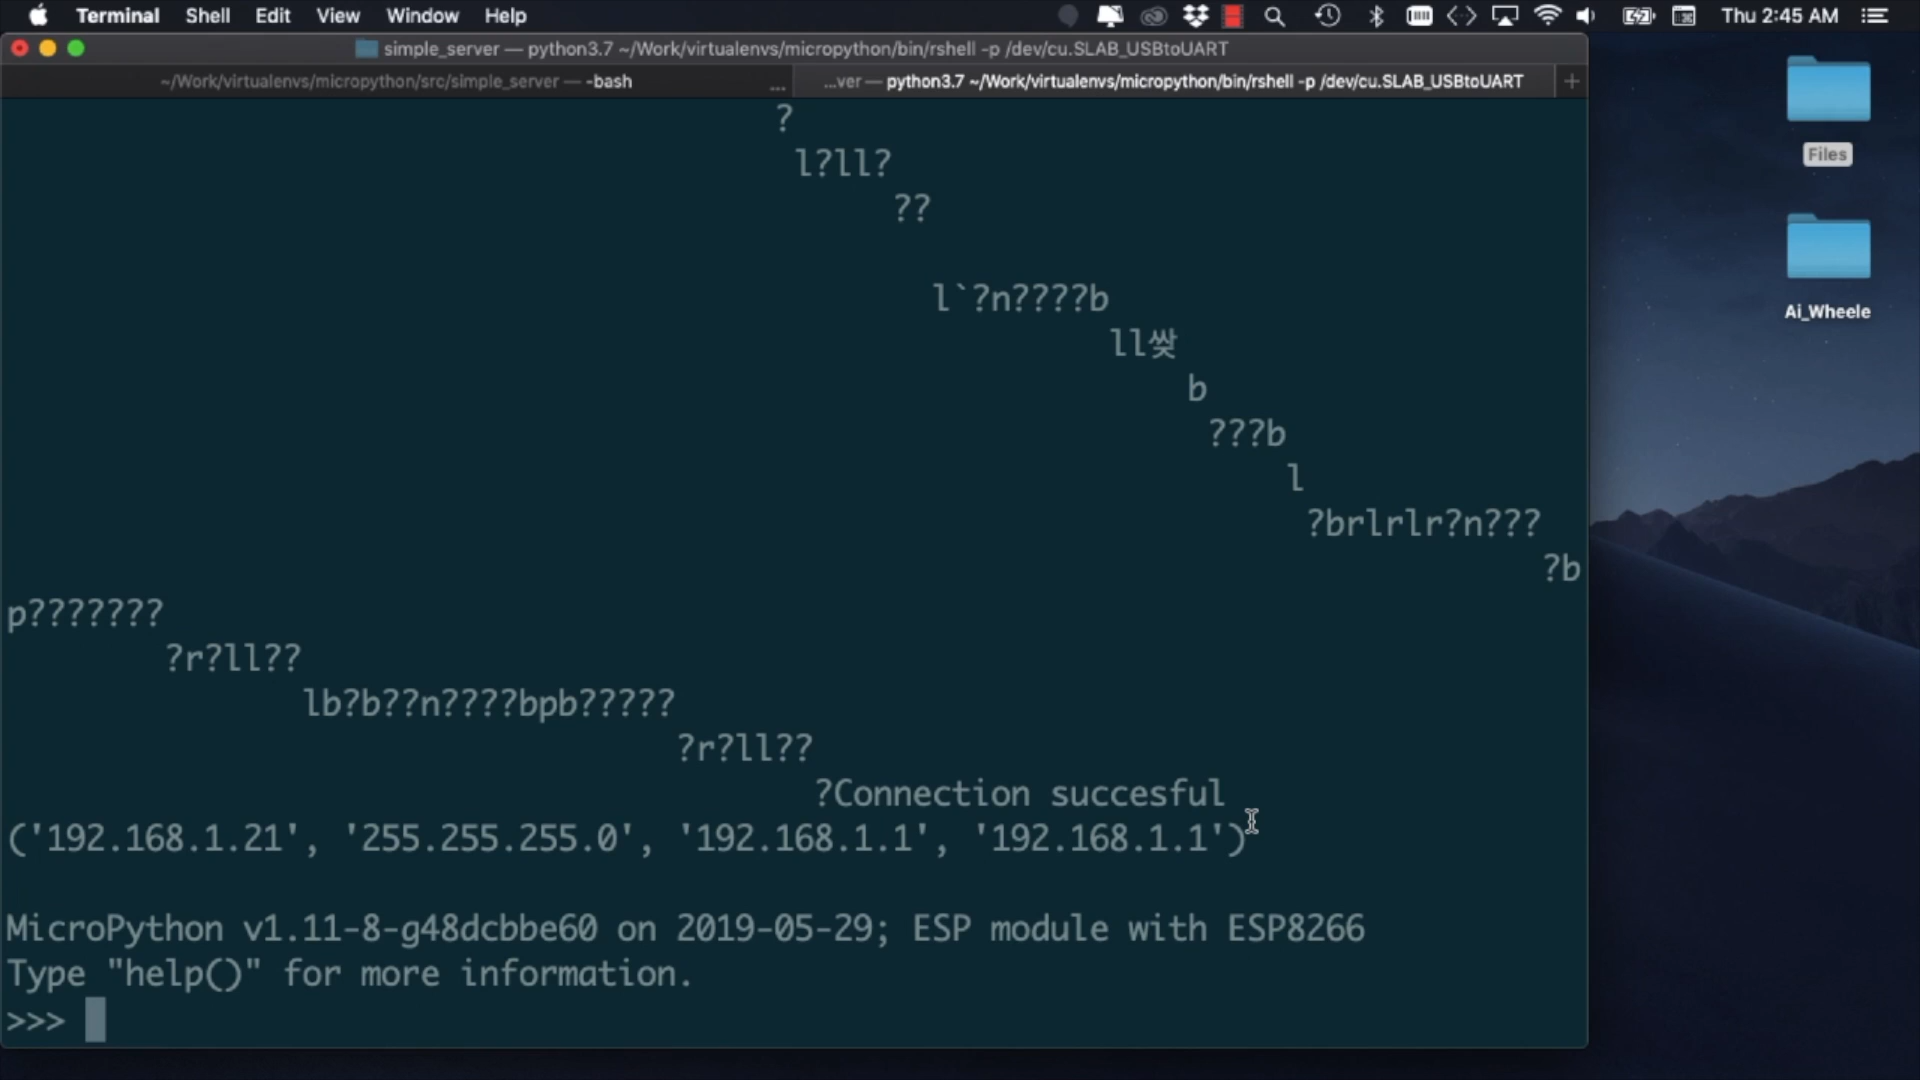 Terminal Shell Edit View Window Help Thu 2:45 AM
simple_server — python3.7 ~/Work/virtualenvs/micropython/bin/rshell -p /dev/cu.SLAB_USBtoUART
~/Work/virtualenvs/micropython/src/simple_server — -bash ... ...ver — python3.7 ~/Work/virtualenvs/micropython/bin/rshell -p /dev/cu.SLAB_USBtoUART +
?
l?ll?
??
l`?n????b
ll쌪
b
???b
l
?brlrlr?n???
?b
p???????
?r?ll??
lb?b??n????bpb?????
?r?ll??
?Connection succesful
('192.168.1.21', '255.255.255.0', '192.168.1.1', '192.168.1.1')
MicroPython v1.11-8-g48dcbbe60 on 2019-05-29; ESP module with ESP8266
Type "help()" for more information.
>>>
Files
Ai_Wheele